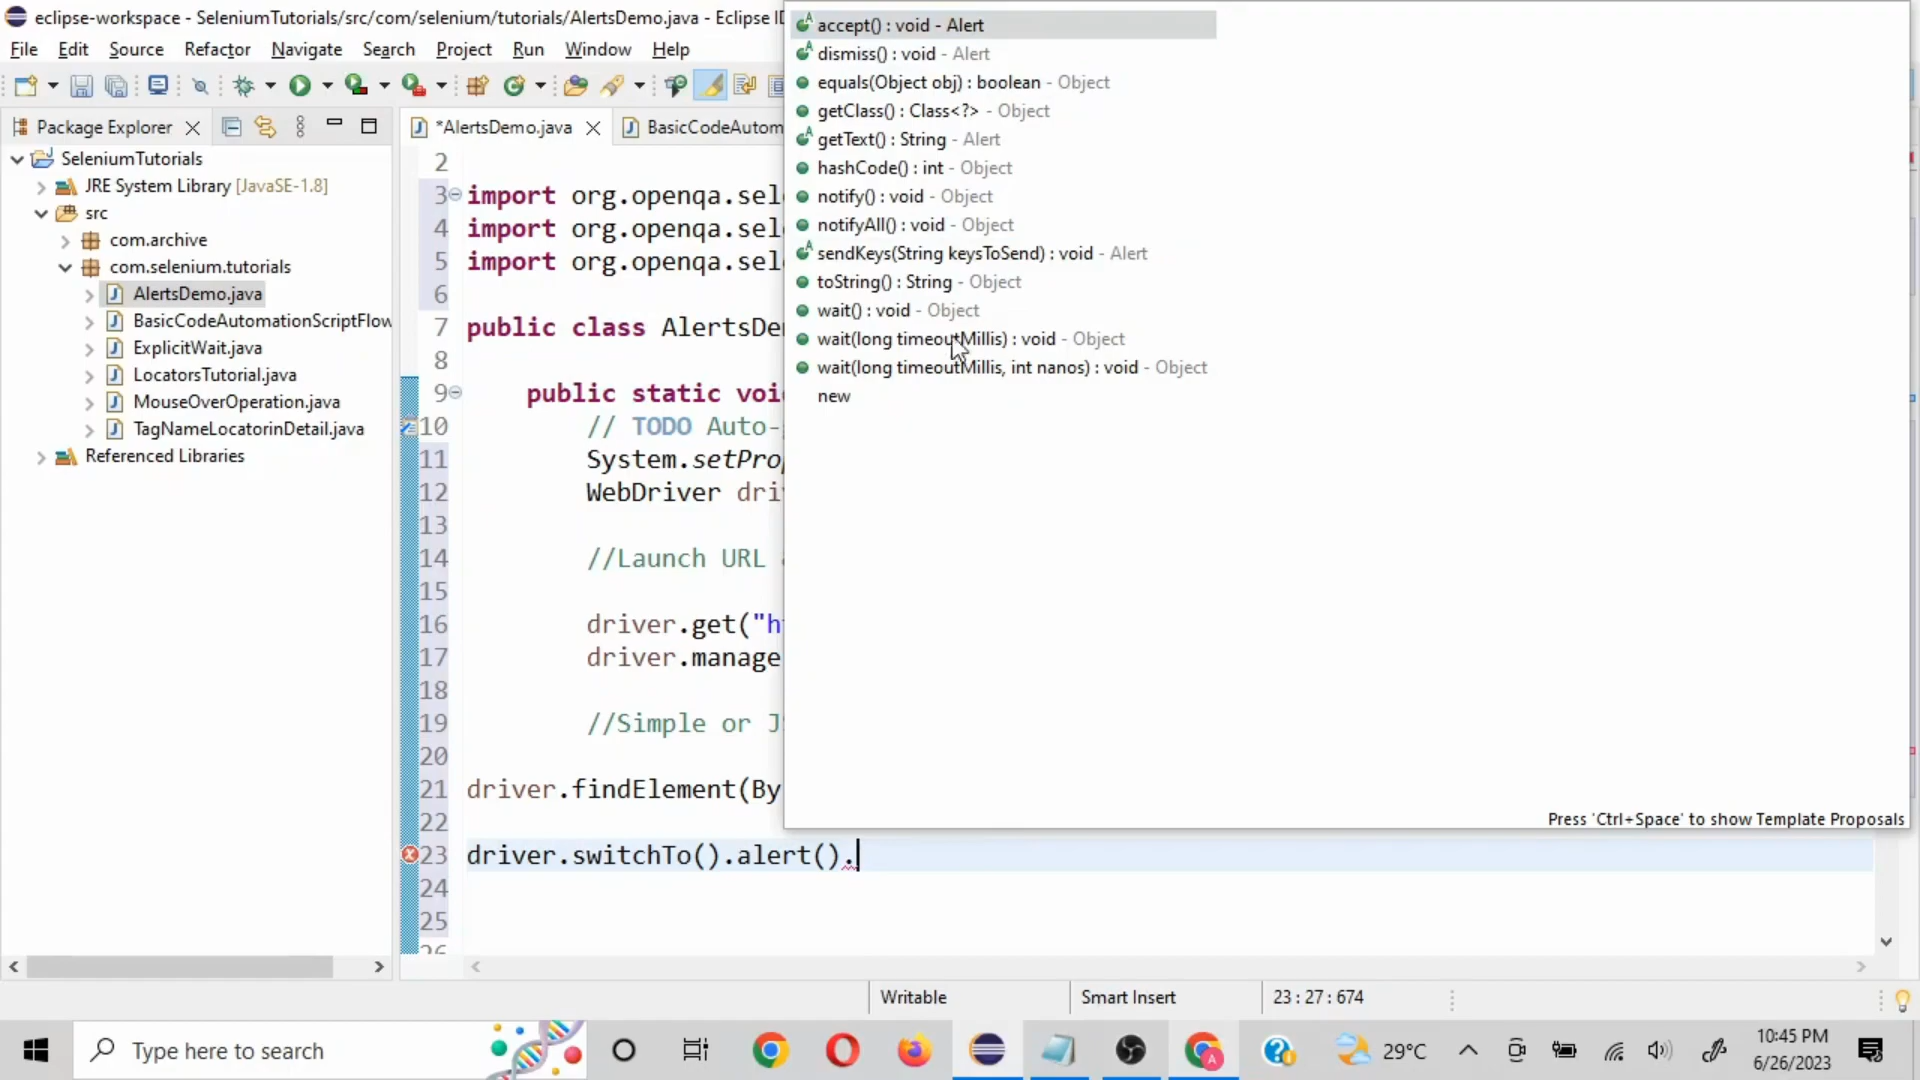 eclipse-workspace - SeleniumTutorials/src/com/selenium/tutorials/AlertsDemo.java - Eclipse ID
File Edit Source Refactor Navigate Search Project Run Window Help
Package Explorer
SeleniumTutorials
JRE System Library [JavaSE-1.8]
src
com.archive
com.selenium.tutorials
AlertsDemo.java
BasicCodeAutomationScriptFlow
ExplicitWait.java
LocatorsTutorial.java
MouseOverOperation.java
TagNameLocatorinDetail.java
Referenced Libraries
*AlertsDemo.java BasicCodeAutom
2
3 import org.openqa.sel
4 import org.openqa.sel
5 import org.openqa.sel
6
7 public class AlertsDe
8
9 public static voi
10 // TODO Auto-
11 System.setProp
12 WebDriver dri
13
14 //Launch URL
15
16 driver.get("h
17 driver.manage
18
19 //Simple or J
20
21 driver.findElement(By
22
23 driver.switchTo().alert().
24
25
26
accept() : void - Alert
dismiss() : void - Alert
equals(Object obj) : boolean - Object
getClass() : Class<?> - Object
getText() : String - Alert
hashCode() : int - Object
notify() : void - Object
notifyAll() : void - Object
sendKeys(String keysToSend) : void - Alert
toString() : String - Object
wait() : void - Object
wait(long timeoutMillis) : void - Object
wait(long timeoutMillis, int nanos) : void - Object
new
Press 'Ctrl+Space' to show Template Proposals
Writable Smart Insert 23 : 27 : 674
Type here to search
29°C
10:45 PM
6/26/2023